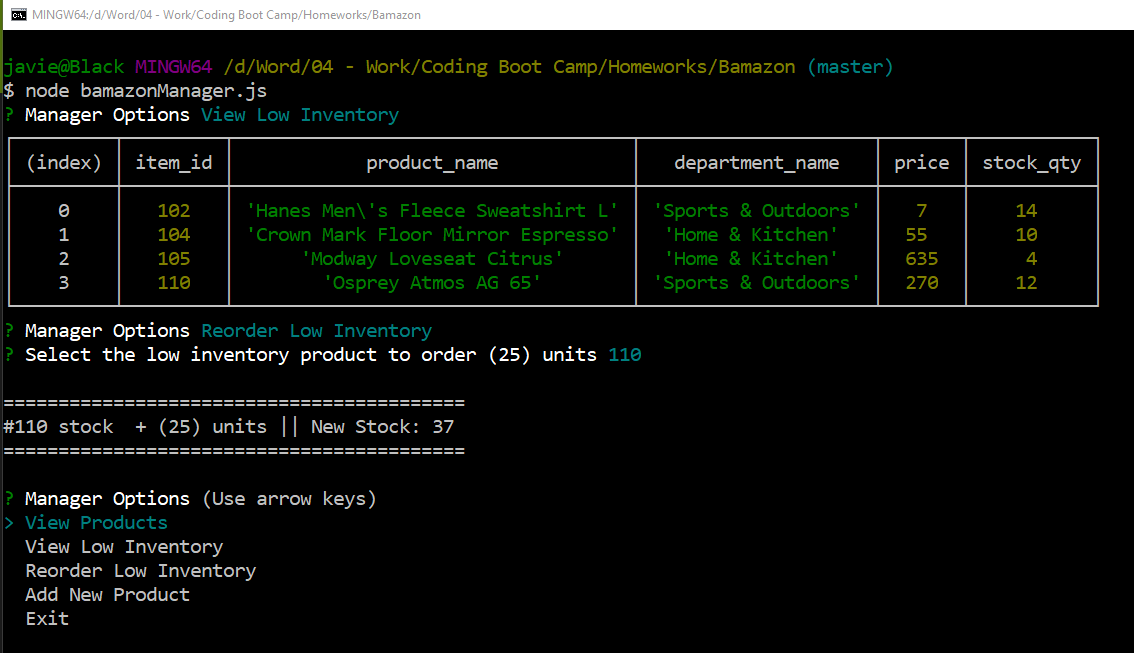 MINGW64:/d/Word/04 - Work/Coding Boot Camp/Homeworks/Bamazon
javie@Black MINGW64 /d/Word/04 - Work/Coding Boot Camp/Homeworks/Bamazon (master)
$ node bamazonManager.js
? Manager Options View Low Inventory
(index) item_id product_name department_name price stock_qty
0 102 'Hanes Men\'s Fleece Sweatshirt L' 'Sports & Outdoors' 7 14
1 104 'Crown Mark Floor Mirror Espresso' 'Home & Kitchen' 55 10
2 105 'Modway Loveseat Citrus' 'Home & Kitchen' 635 4
3 110 'Osprey Atmos AG 65' 'Sports & Outdoors' 270 12
? Manager Options Reorder Low Inventory
? Select the low inventory product to order (25) units 110
==========================================
#110 stock  + (25) units || New Stock: 37
==========================================
? Manager Options (Use arrow keys)
> View Products
View Low Inventory
Reorder Low Inventory
Add New Product
Exit